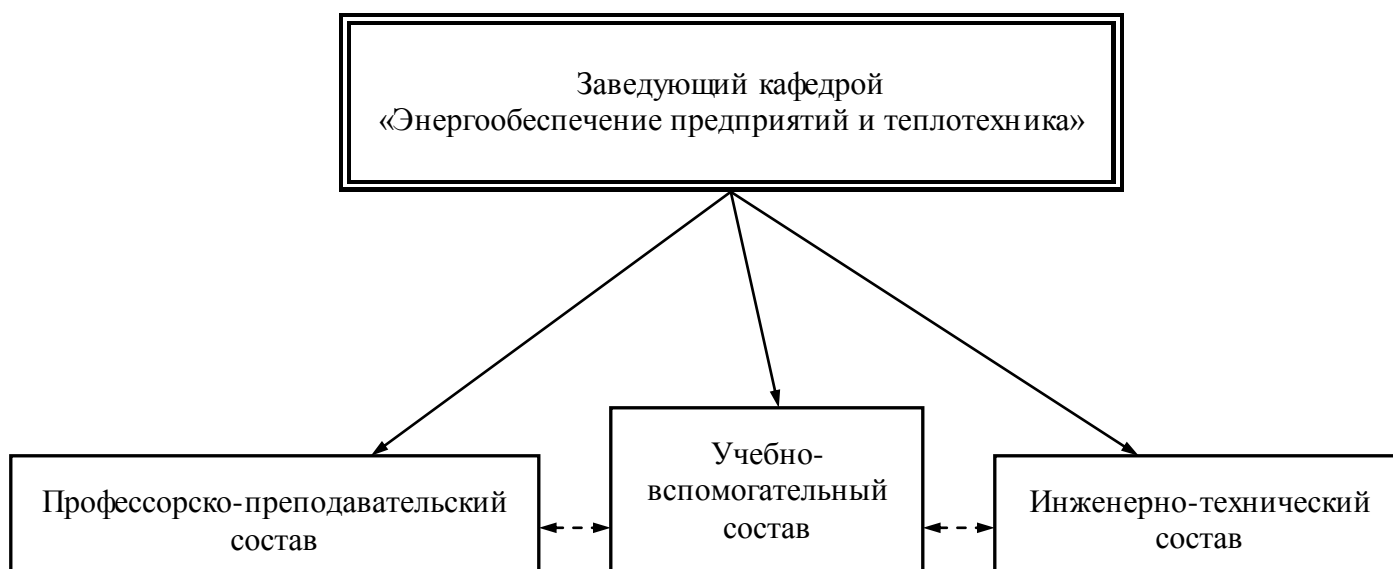 Заведующий кафедрой
«Энергообеспечение предприятий и теплотехника»
Профессорско-преподавательский
состав
Учебно-
вспомогательный
состав
Инженерно-технический
состав